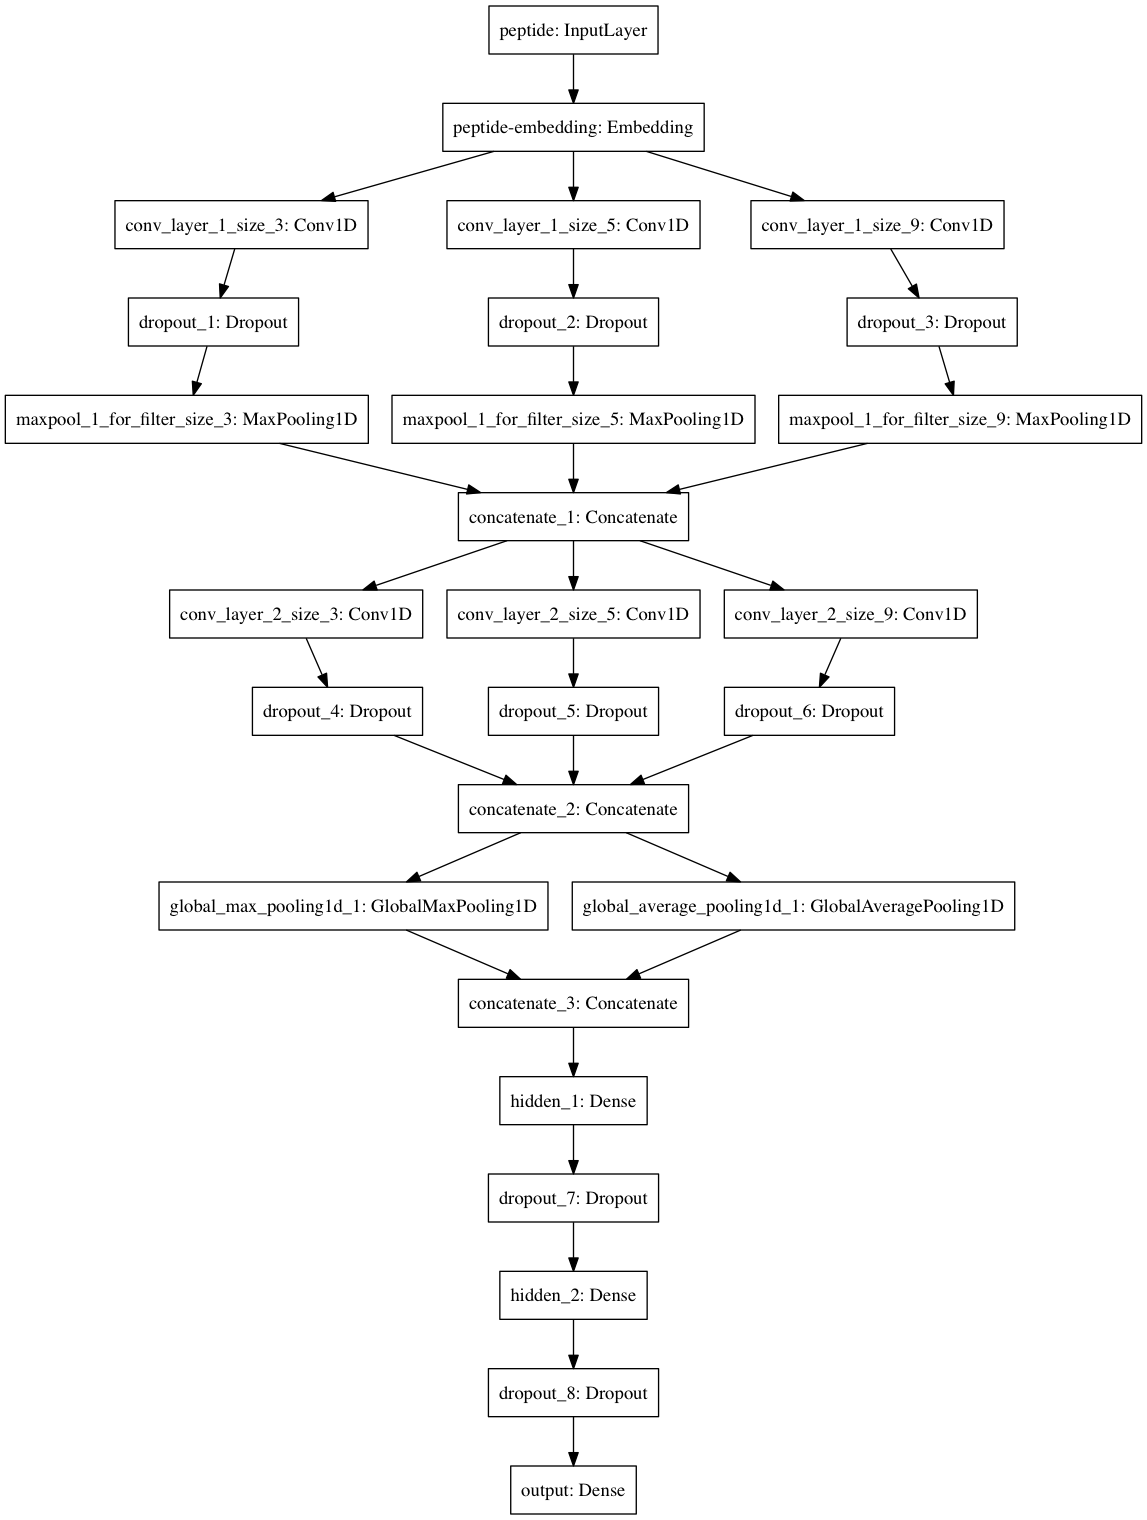 peptide: InputLayer
peptide-embedding: Embedding
conv_layer_1_size_3: Conv1D
conv_layer_1_size_5: Conv1D
conv_layer_1_size_9: Conv1D
dropout_1: Dropout
dropout_2: Dropout
dropout_3: Dropout
maxpool_1_for_filter_size_3: MaxPooling1D
maxpool_1_for_filter_size_5: MaxPooling1D
maxpool_1_for_filter_size_9: MaxPooling1D
concatenate_1: Concatenate
conv_layer_2_size_3: Conv1D
conv_layer_2_size_5: Conv1D
conv_layer_2_size_9: Conv1D
dropout_4: Dropout
dropout_5: Dropout
dropout_6: Dropout
concatenate_2: Concatenate
global_max_pooling1d_1: GlobalMaxPooling1D
global_average_pooling1d_1: GlobalAveragePooling1D
concatenate_3: Concatenate
hidden_1: Dense
dropout_7: Dropout
hidden_2: Dense
dropout_8: Dropout
output: Dense